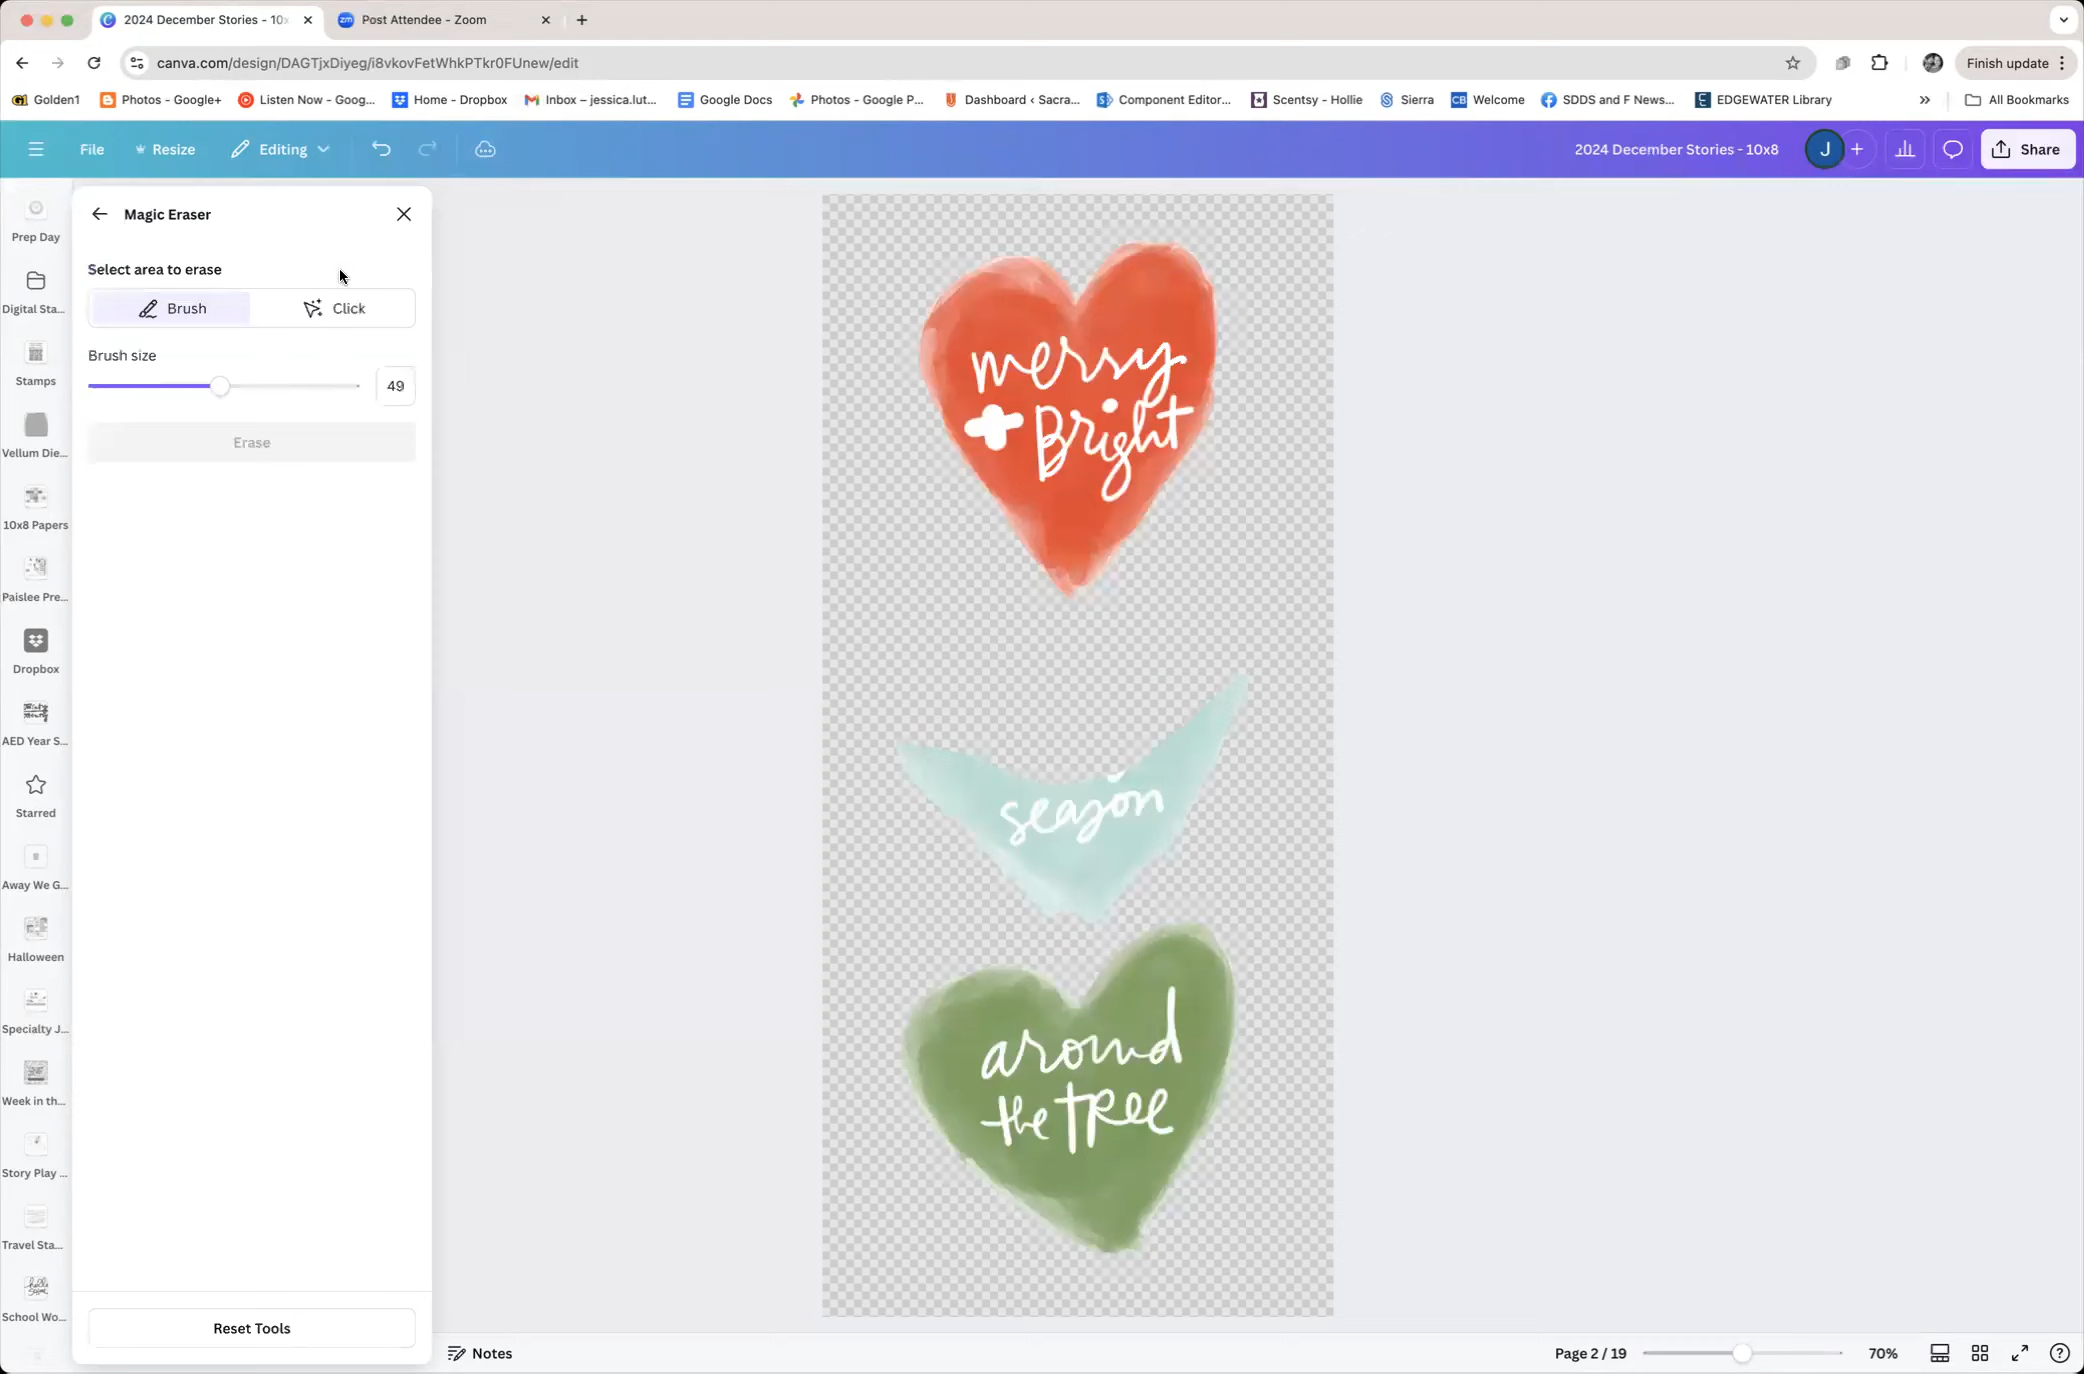 2024 December Stories - 10x
Post Attendee - Zoom
canva.com/design/DAGTjxDiyeg/i8vkovFetWhkPTkr0FUnew/edit
Finish update
Golden1
Photos - Google+
Listen Now - Goog...
Home - Dropbox
Inbox – jessica.lut...
Google Docs
Photos - Google P...
Dashboard ‹ Sacra...
Component Editor...
Scentsy - Hollie
Sierra
Welcome
SDDS and F News...
EDGEWATER Library
All Bookmarks
File
Resize
Editing
2024 December Stories - 10x8
J
Share
Prep Day
Digital Sta...
Stamps
Vellum Die...
10x8 Papers
Paislee Pre...
Dropbox
AED Year S...
Starred
Away We G...
Halloween
Specialty J...
Week in th...
Story Play ...
Travel Sta...
School Wo...
Magic Eraser
Select area to erase
Brush
Click
Brush size
49
Erase
Reset Tools
merry
+ Bright
season
around
the TREE
Notes
Page 2 / 19
70%